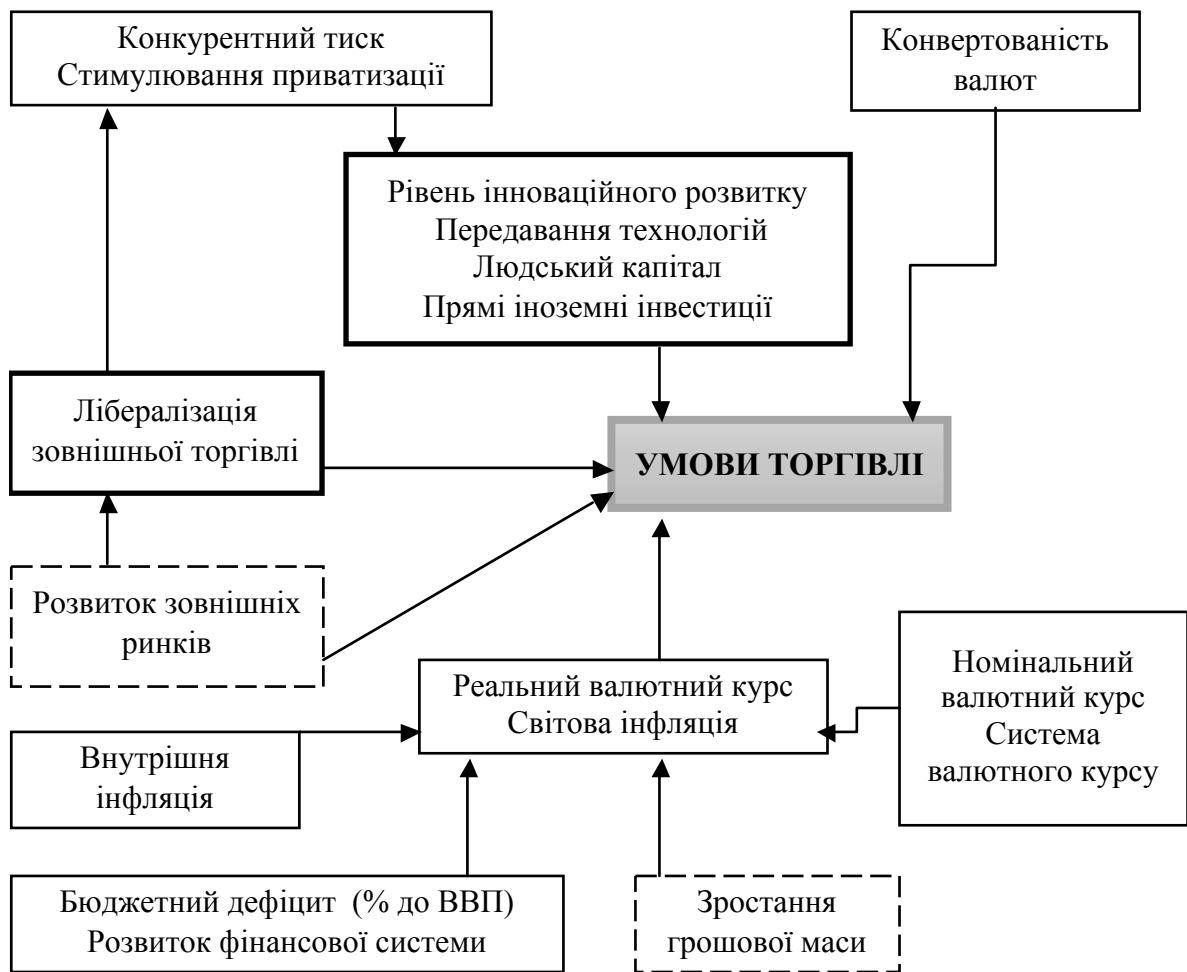 Конкурентний тиск
Стимулювання приватизації
Конвертованість
валют
Рівень інноваційного розвитку
Передавання технологій
Людський капітал
Прямі іноземні інвестиції
Лібералізація
зовнішньої торгівлі
УМОВИ ТОРГІВЛІ
Розвиток зовнішніх
ринків
Реальний валютний курс
Світова інфляція
Номінальний
валютний курс
Система
валютного курсу
Внутрішня
інфляція
Бюджетний дефіцит (% до ВВП)
Розвиток фінансової системи
Зростання
грошової маси